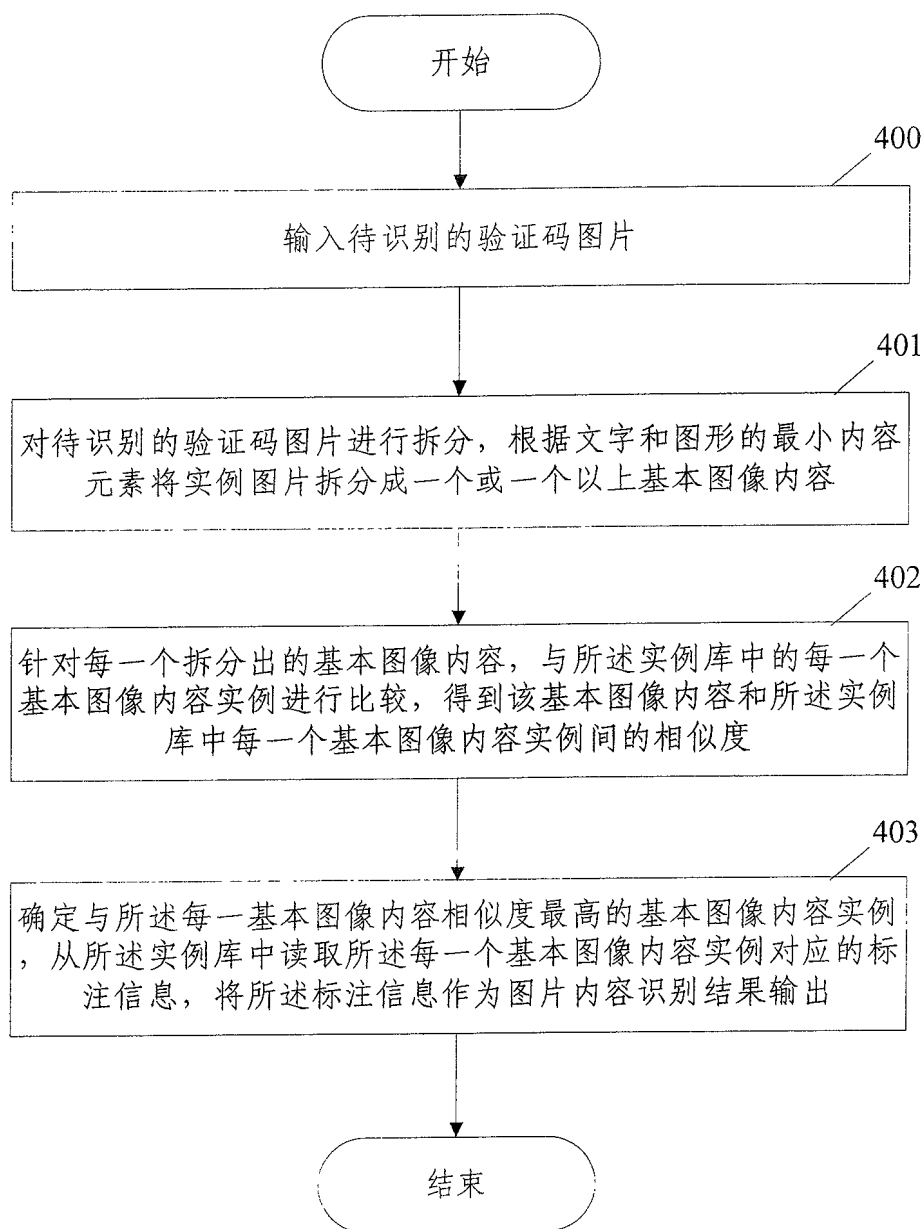 开始
400
输入待识别的验证码图片
401
对待识别的验证码图片进行拆分，根据文字和图形的最小内容
元素将实例图片拆分成一个或一个以上基本图像内容
402
针对每一个拆分出的基本图像内容，与所述实例库中的每一个
基本图像内容实例进行比较，得到该基本图像内容和所述实例
库中每一个基本图像内容实例间的相似度
403
确定与所述每一基本图像内容相似度最高的基本图像内容实例
，从所述实例库中读取所述每一个基本图像内容实例对应的标
注信息，将所述标注信息作为图片内容识别结果输出
结束